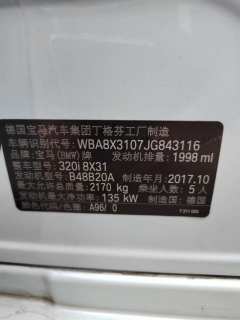 德国宝马汽车集团丁格芬工厂制造
车辆识别代号: WBA8X3107JG843116
品牌: 宝马(BMW)牌 发动机排量: 1998 ml
整车型号: 320i 8X31
发动机型号: B48B20A 制造年月: 2017.10
最大允许总质量: 2170 kg 乘坐人数: 5 人
发动机最大净功率: 135 kW 制造国: 德国
颜色/面饰: A96/ 0